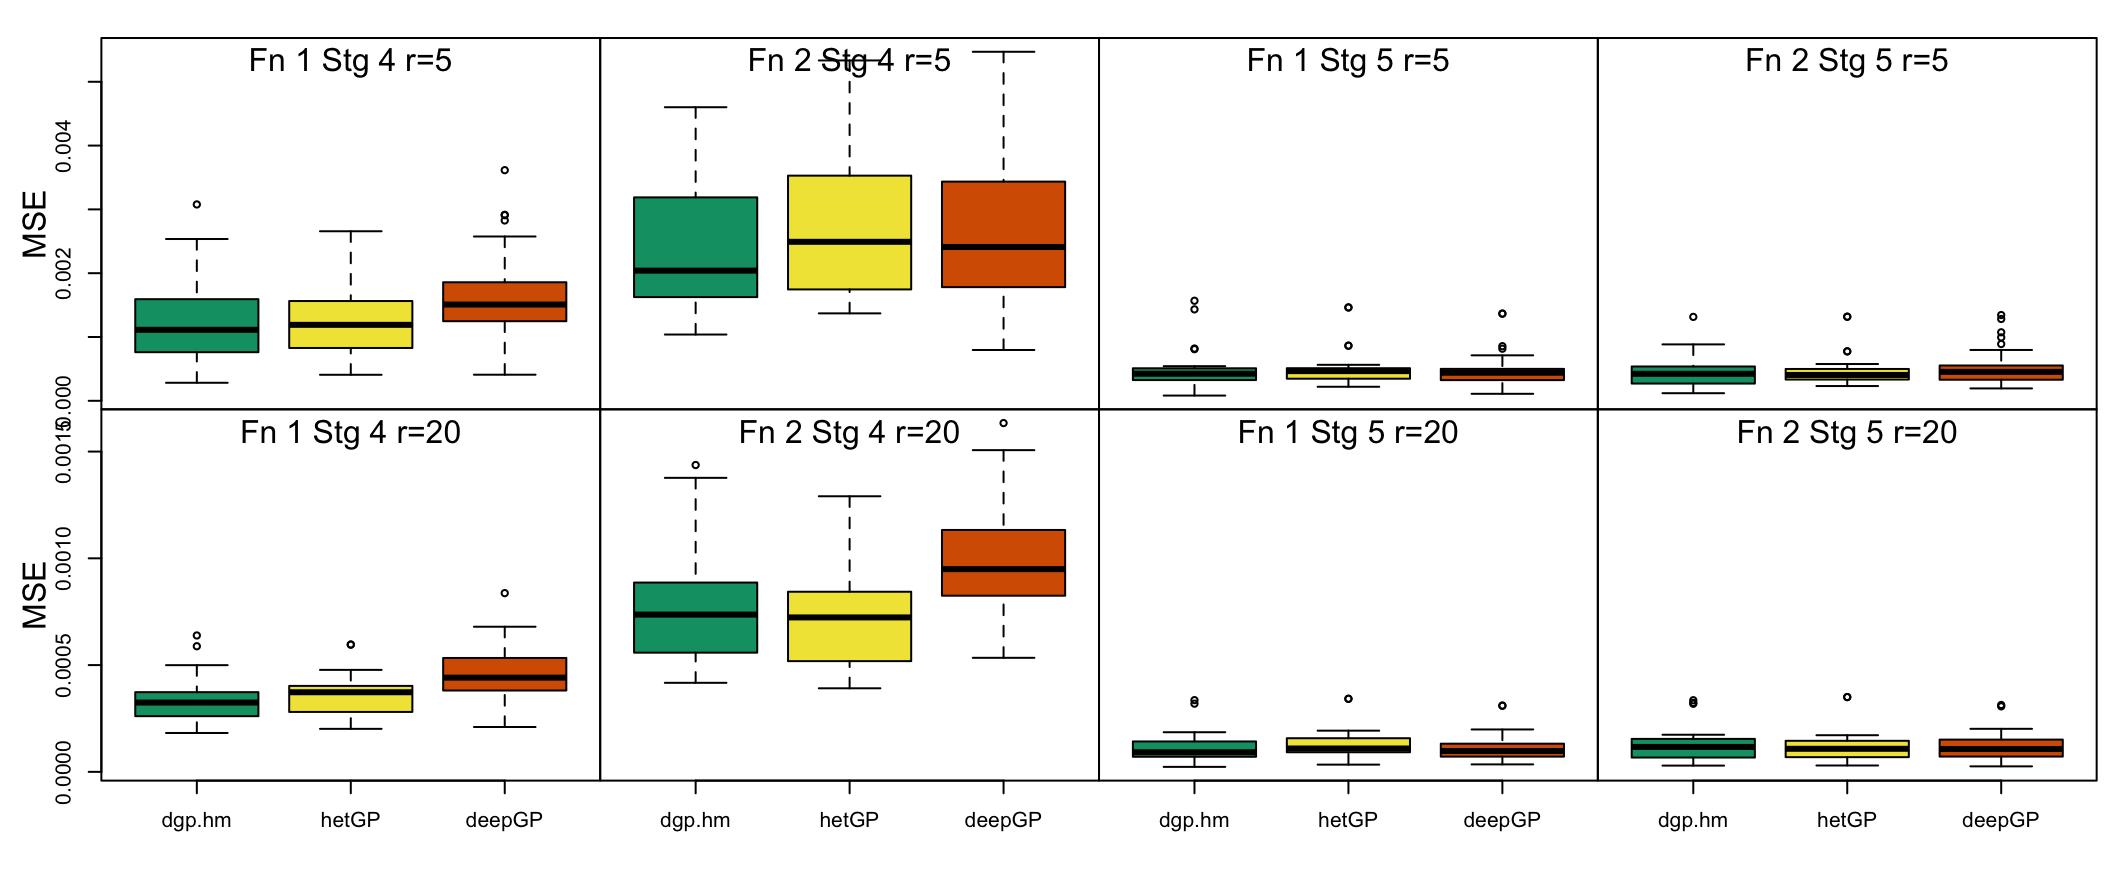 Fn 1 Stg 4 r=5
Fn 2 Stg 4 r=5
Fn 1 Stg 5 r=5
Fn 2 Stg 5 r=5
MSE
0.004
0.002
0.000
Fn 1 Stg 4 r=20
Fn 2 Stg 4 r=20
Fn 1 Stg 5 r=20
Fn 2 Stg 5 r=20
MSE
0.0015
0.0010
0.0005
0.0000
dgp.hm hetGP deepGP
dgp.hm hetGP deepGP
dgp.hm hetGP deepGP
dgp.hm hetGP deepGP